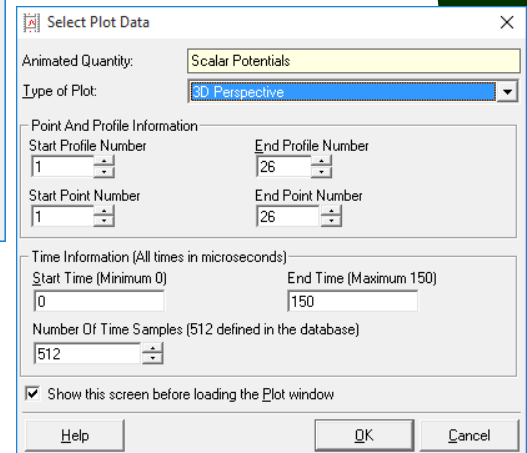 Select Plot Data
Animated Quantity: Scalar Potentials
Type of Plot: 3D Perspective
Point And Profile Information
Start Profile Number End Profile Number
1 26
Start Point Number End Point Number
1 26
Time Information (All times in microseconds)
Start Time (Minimum 0) End Time (Maximum 150)
0 150
Number Of Time Samples (512 defined in the database)
512
Show this screen before loading the Plot window
Help OK Cancel